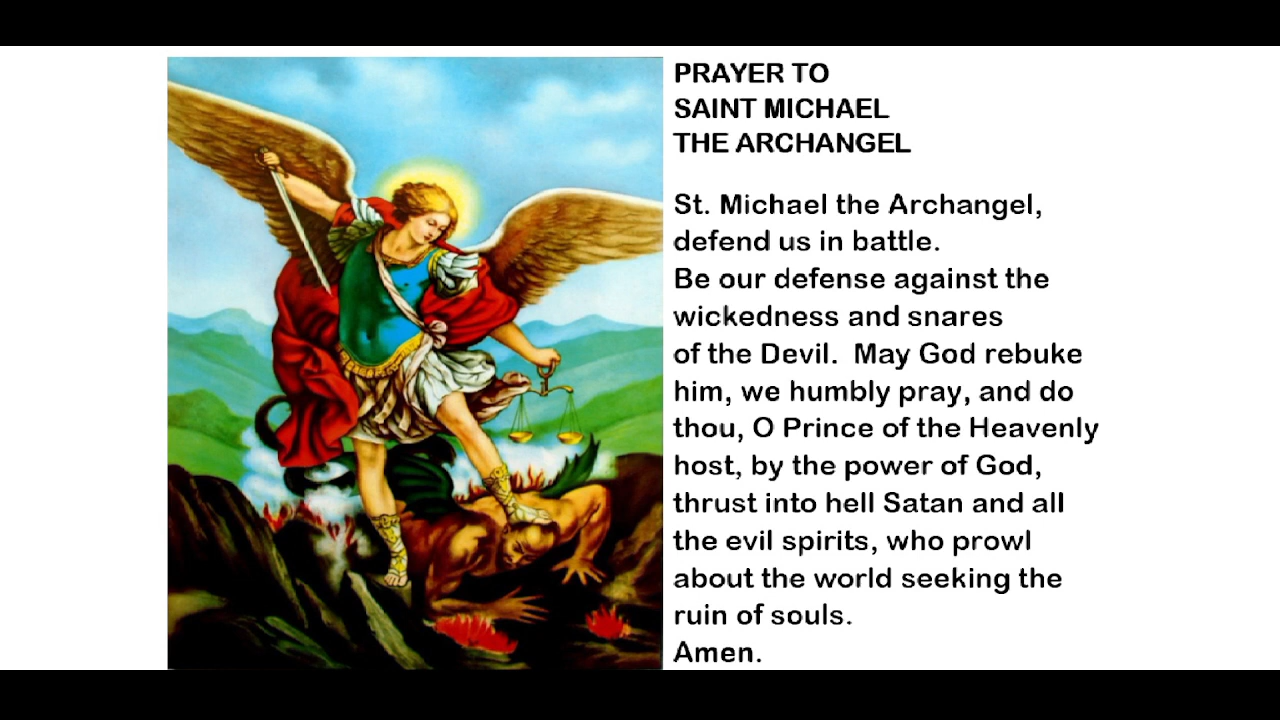 PRAYER TO
SAINT MICHAEL
THE ARCHANGEL
St. Michael the Archangel,
defend us in battle.
Be our defense against the
wickedness and snares
of the Devil.  May God rebuke
him, we humbly pray, and do
thou, O Prince of the Heavenly
host, by the power of God,
thrust into hell Satan and all
the evil spirits, who prowl
about the world seeking the
ruin of souls.
Amen.